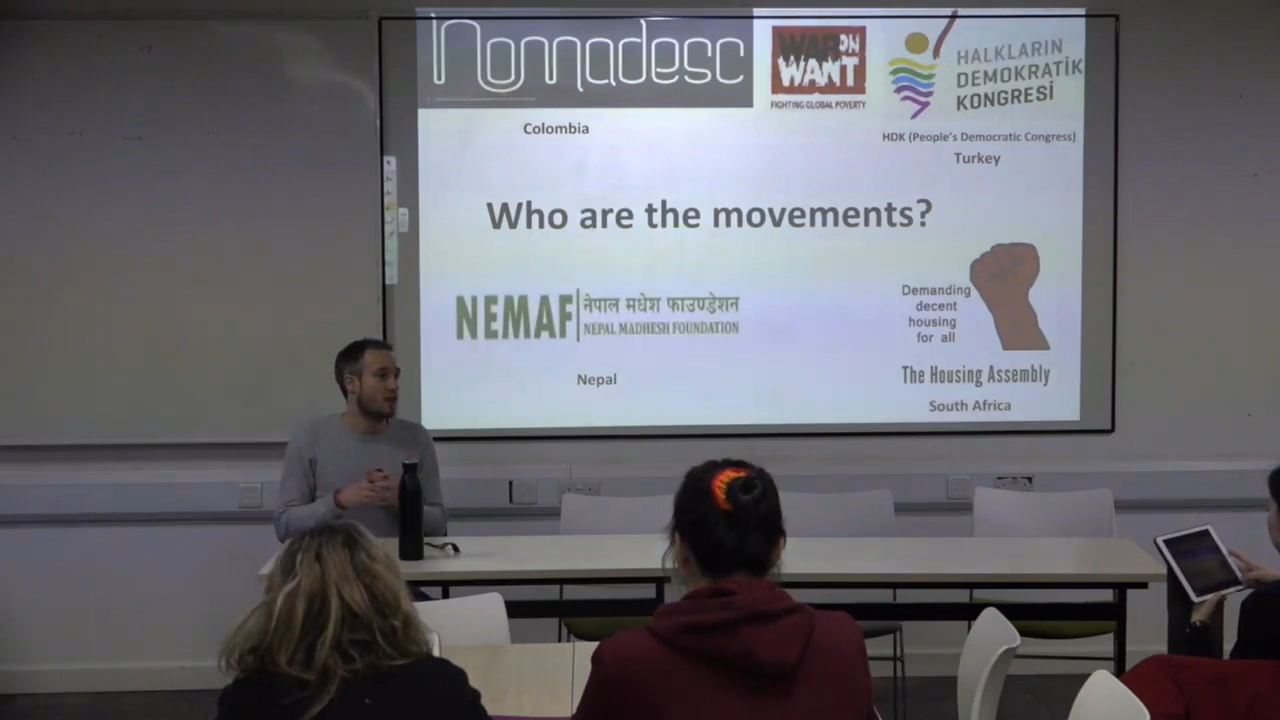 Nomadesc
Colombia
WAR ON
WANT
FIGHTING GLOBAL POVERTY
HALKLARIN
DEMOKRATİK
KONGRESİ
HDK (People's Democratic Congress)
Turkey
Who are the movements?
NEMAF
नेपाल मधेश फाउण्डेशन
NEPAL MADHESH FOUNDATION
Nepal
Demanding
decent
housing
for all
The Housing Assembly
South Africa